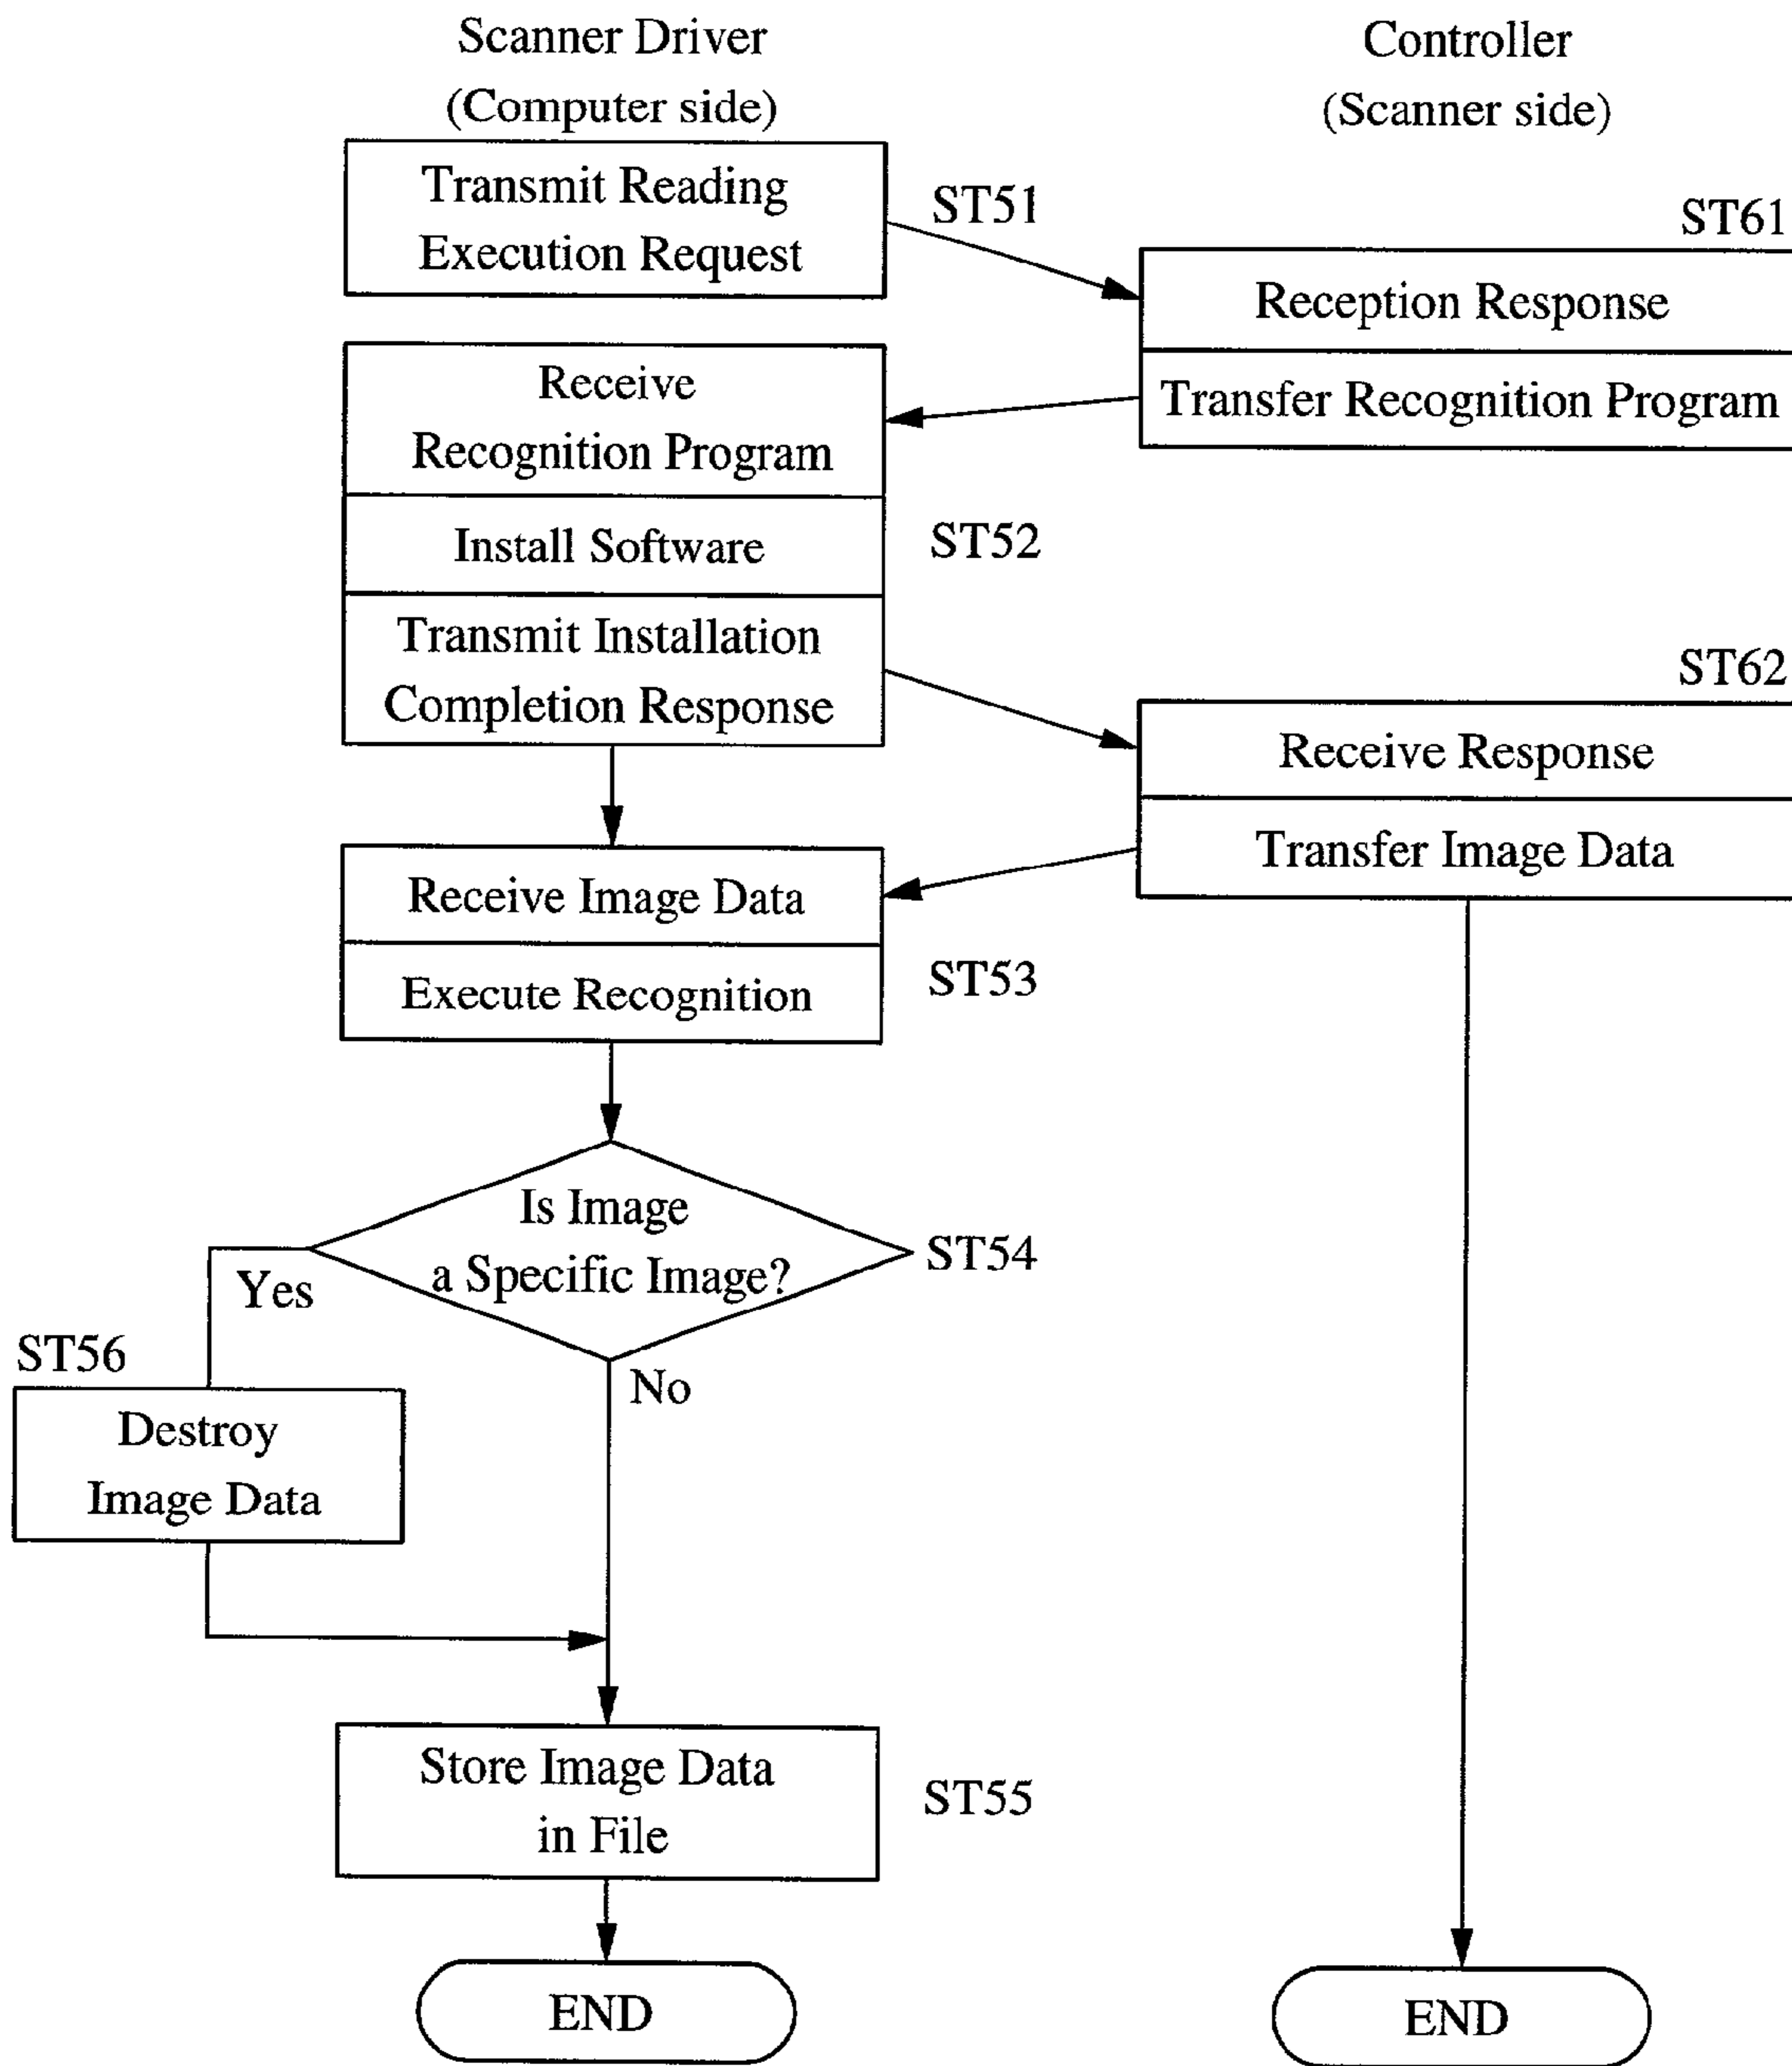 Scanner Driver
(Computer side)
Controller
(Scanner side)
Transmit Reading
Execution Request
ST51
ST61
Reception Response
Transfer Recognition Program
Receive
Recognition Program
Install Software
ST52
Transmit Installation
Completion Response
ST62
Receive Response
Transfer Image Data
Receive Image Data
Execute Recognition
ST53
Is Image
a Specific Image?
ST54
Yes
No
ST56
Destroy
Image Data
Store Image Data
in File
ST55
END
END